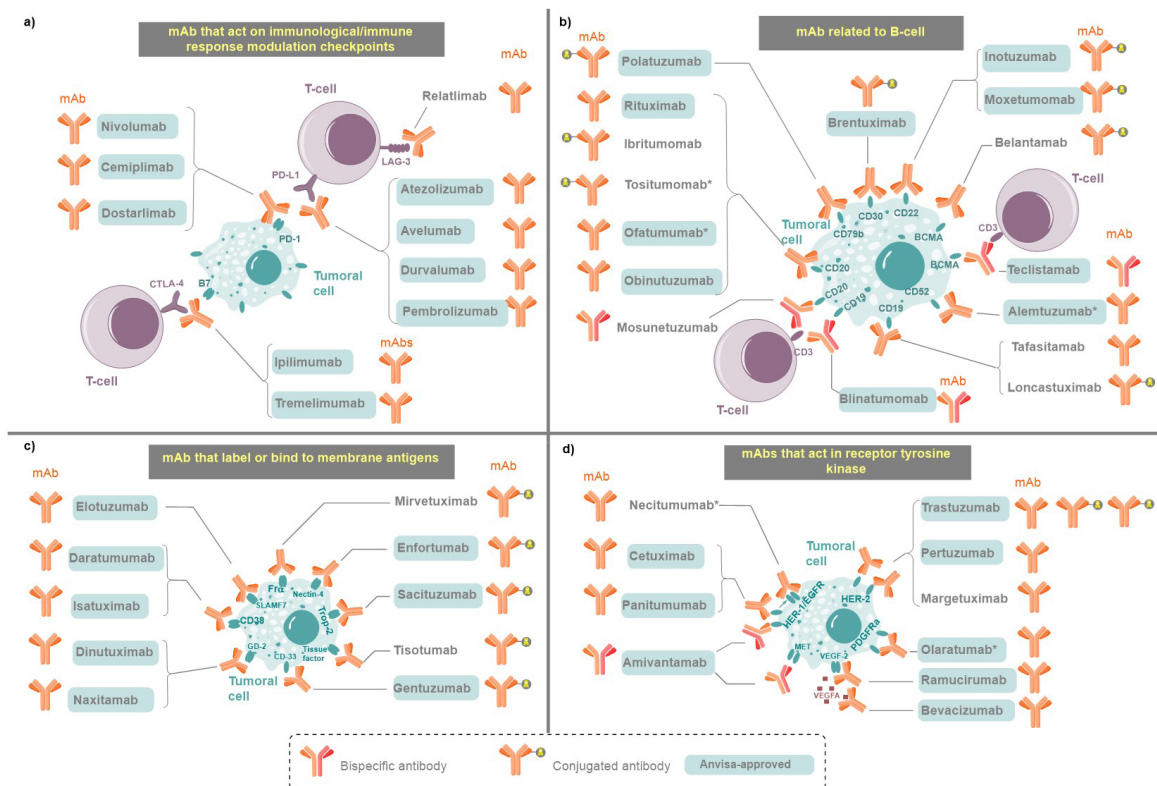 a)
mAb that act on immunological/immune
response modulation checkpoints
mAb
T-cell
Relatlimab
mAb
Nivolumab
Cemiplimab
Dostarlimab
LAG-3
PD-L1
Atezolizumab
Avelumab
Durvalumab
Pembrolizumab
PD-1
Tumoral
cell
B7
CTLA-4
T-cell
mAbs
Ipilimumab
Tremelimumab
b)
mAb related to B-cell
mAb
Polatuzumab
Rituximab
Ibritumomab
Tositumomab*
Ofatumumab*
Obinutuzumab
Mosunetuzumab
Brentuximab
mAb
Inotuzumab
Moxetumomab
Belantamab
T-cell
CD3
mAb
Teclistamab
Alemtuzumab*
Tafasitamab
Loncastuximab
Tumoral
cell
CD79b
CD30
CD22
BCMA
BCMA
CD52
CD20
CD20
CD19
CD19
CD3
T-cell
mAb
Blinatumomab
c)
mAb that label or bind to membrane antigens
mAb
Elotuzumab
Daratumumab
Isatuximab
Dinutuximab
Naxitamab
mAb
Mirvetuximab
Enfortumab
Sacituzumab
Tisotumab
Gentuzumab
Frα
Nectin-4
SLAMF7
CD38
Trop-2
GD-2
CD-33
Tissue
factor
Tumoral
cell
d)
mAbs that act in receptor tyrosine
kinase
mAb
Necitumumab*
Cetuximab
Panitumumab
Amivantamab
mAb
Trastuzumab
Pertuzumab
Margetuximab
Olaratumab*
Ramucirumab
Bevacizumab
Tumoral
cell
HER-1/EGFR
HER-2
MET
VEGF-2
PDGFRa
VEGFA
Bispecific antibody
Conjugated antibody
Anvisa-approved